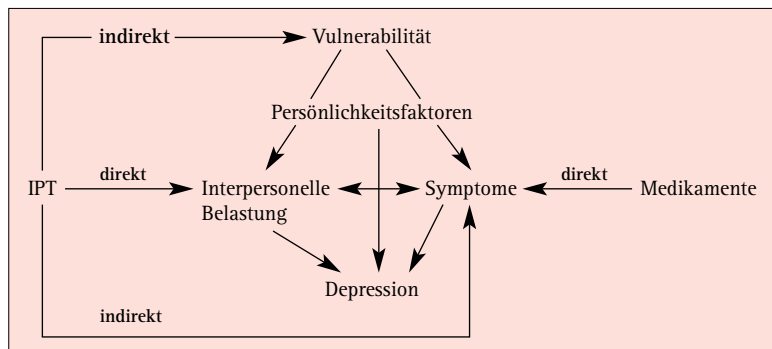 indirekt Vulnerabilität
Persönlichkeitsfaktoren
direkt direkt
IPT Interpersonelle Symptome Medikamente
Belastung
Depression
indirekt